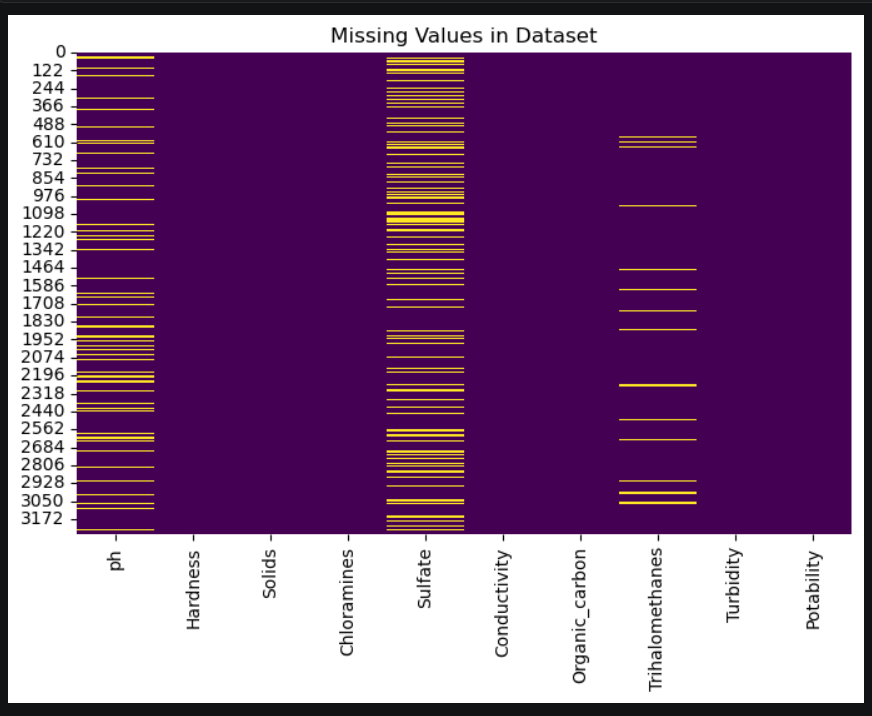 Missing Values in Dataset
0
122
244
366
488
610
732
854
976
1098
1220
1342
1464
1586
1708
1830
1952
2074
2196
2318
2440
2562
2684
2806
2928
3050
3172
ph
Hardness
Solids
Chloramines
Sulfate
Conductivity
Organic_carbon
Trihalomethanes
Turbidity
Potability